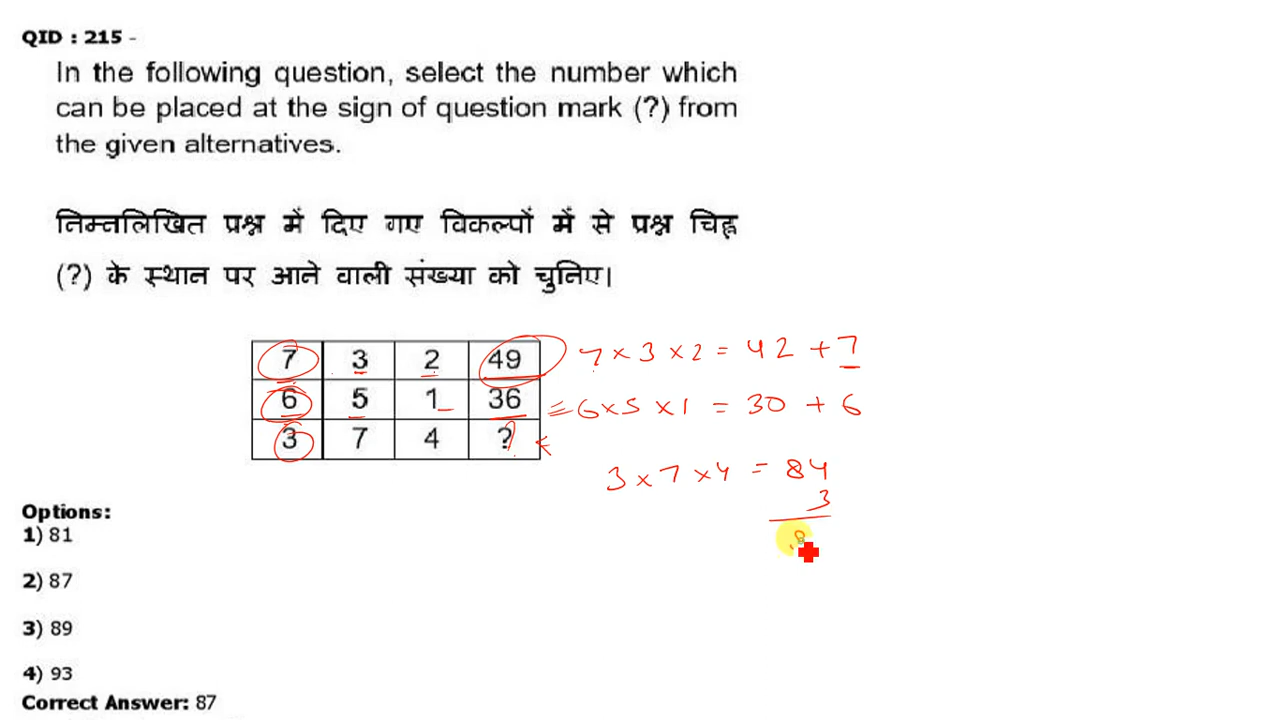 QID : 215 -
In the following question, select the number which
can be placed at the sign of question mark (?) from
the given alternatives.
निम्नलिखित प्रश्न में दिए गए विकल्पों में से प्रश्न चिह्न
(?) के स्थान पर आने वाली संख्या को चुनिए।
7 3 2 49 7 × 3 × 2 = 42 + 7
6 5 1 36 = 6 × 5 × 1 = 30 + 6
3 7 4 ?
3 × 7 × 4 = 84
3
8
Options:
1) 81
2) 87
3) 89
4) 93
Correct Answer: 87